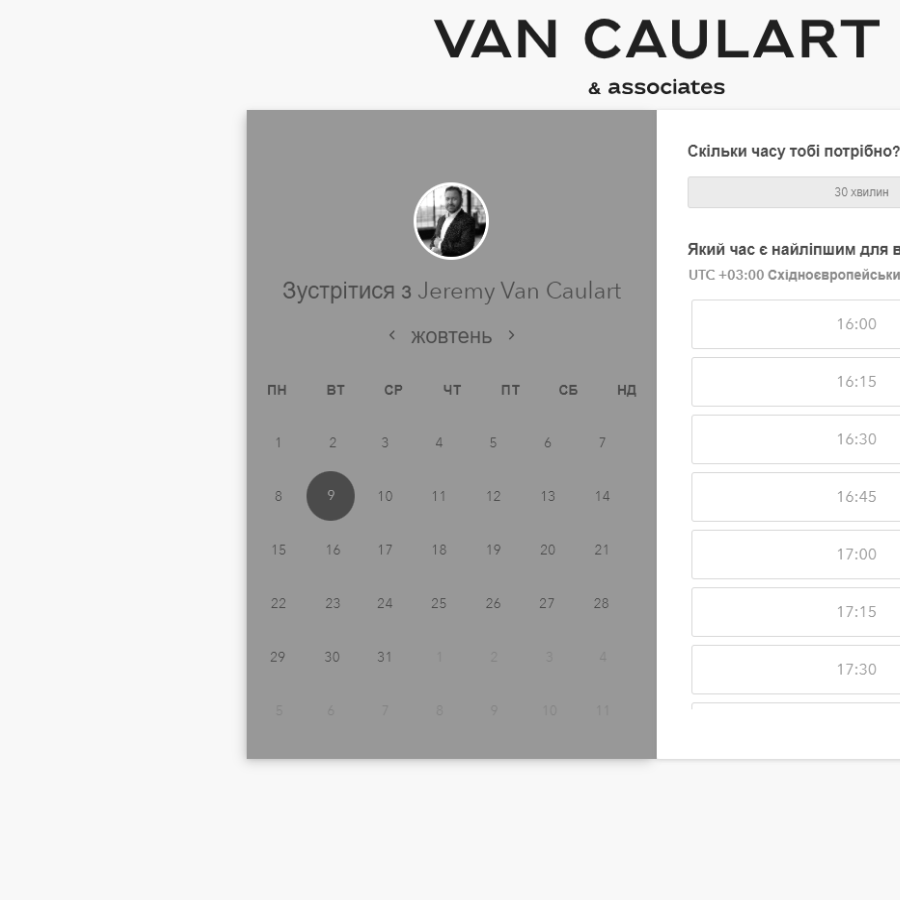 VAN CAULART
& associates
Зустрітися з Jeremy Van Caulart
‹ жовтень ›
ПН ВТ СР ЧТ ПТ СБ НД
1 2 3 4 5 6 7
8 9 10 11 12 13 14
15 16 17 18 19 20 21
22 23 24 25 26 27 28
29 30 31 1 2 3 4
5 6 7 8 9 10 11
Скільки часу тобі потрібно?
30 хвилин
Який час є найліпшим для в
UTC +03:00 Східноєвропейськи
16:00
16:15
16:30
16:45
17:00
17:15
17:30